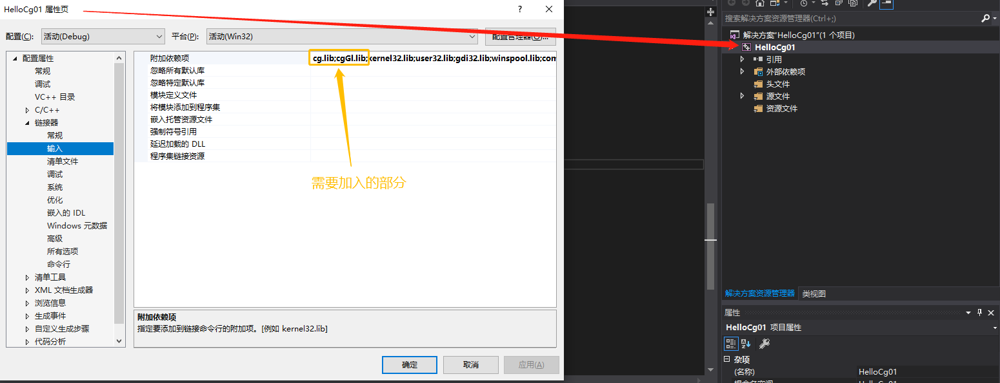 HelloCg01 属性页
?
配置(C):
活动(Debug)
平台(P):
活动(Win32)
配置管理器(O)...
配置属性
常规
调试
VC++ 目录
C/C++
链接器
常规
输入
清单文件
调试
系统
优化
嵌入的 IDL
Windows 元数据
高级
所有选项
命令行
清单工具
XML 文档生成器
浏览信息
生成事件
自定义生成步骤
代码分析
附加依赖项
cg.lib;cgGl.lib;kernel32.lib;user32.lib;gdi32.lib;winspool.lib;com
忽略所有默认库
忽略特定默认库
模块定义文件
将模块添加到程序集
嵌入托管资源文件
强制符号引用
延迟加载的 DLL
程序集链接资源
需要加入的部分
附加依赖项
指定要添加到链接命令行的附加项。[例如 kernel32.lib]
确定
取消
应用(A)
搜索解决方案资源管理器(Ctrl+;)
解决方案"HelloCg01"(1 个项目)
HelloCg01
引用
外部依赖项
头文件
源文件
资源文件
解决方案资源管理器
类视图
属性
HelloCg01 项目属性
杂项
(名称)
HelloCg01